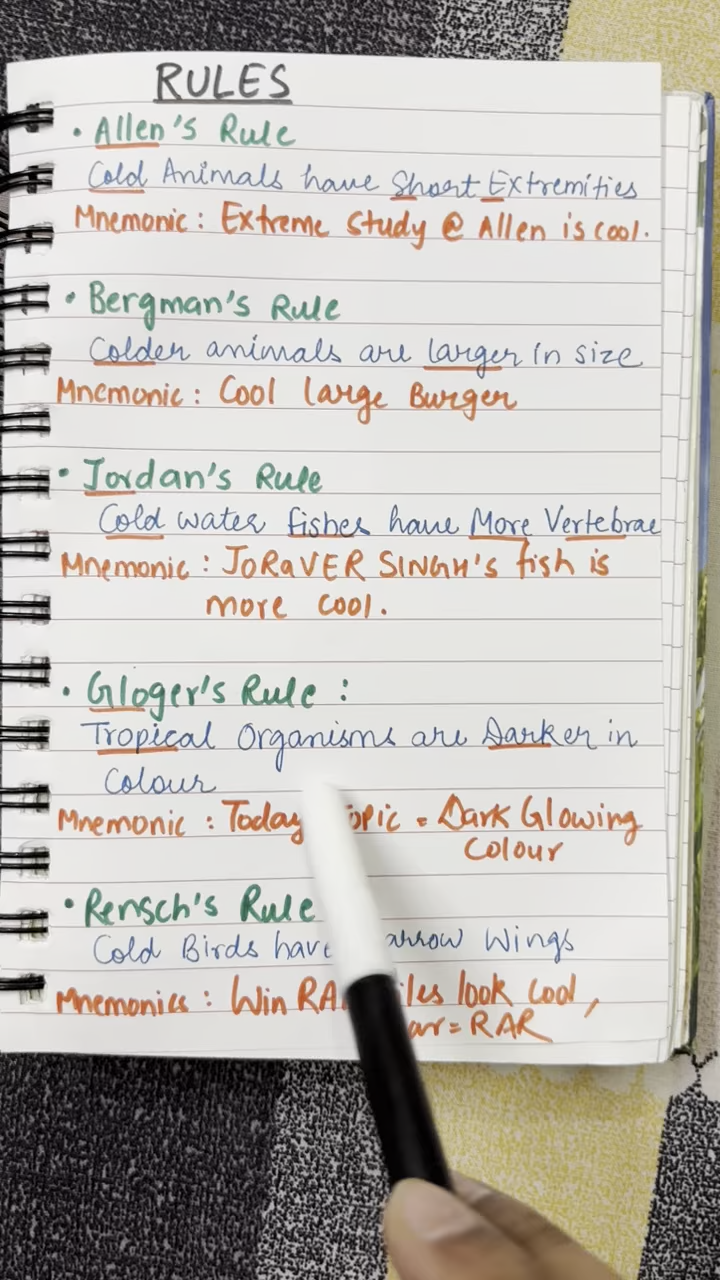 RULES
• Allen's Rule
Cold Animals have Short Extremities
Mnemonic : Extreme Study @ Allen is cool.
• Bergman's Rule
Colder animals are larger in size
Mnemonic : Cool large Burger
• Jordan's Rule
Cold water fishes have More Vertebrae
Mnemonic : JORaVER SINGH's fish is
more cool.
• Gloger's Rule :
Tropical Organisms are Darker in
Colour
Mnemonic : Today = Dark Glowing
Colour
• Rensch's Rule
Cold Birds have Wings
Mnemonics : Win look cool,
= RAR